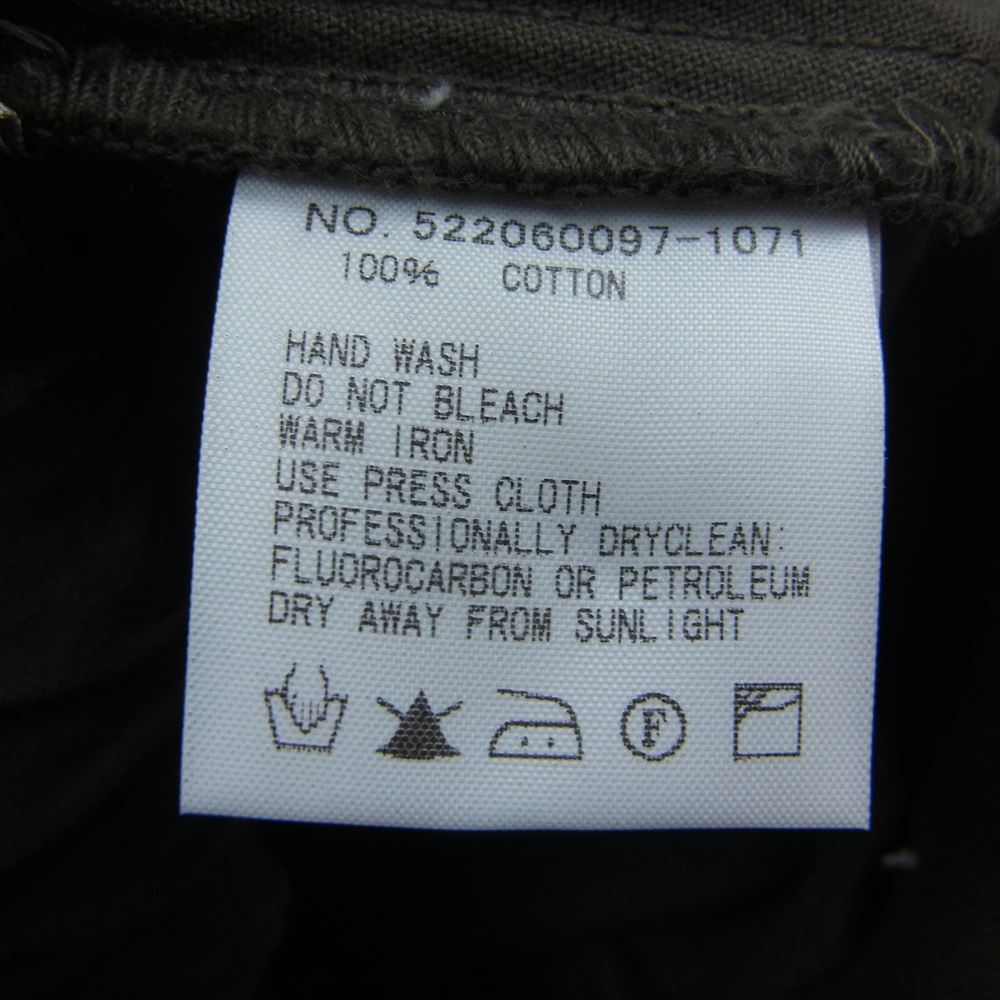 NO. 522060097-1071
100% COTTON
HAND WASH
DO NOT BLEACH
WARM IRON
USE PRESS CLOTH
PROFESSIONALLY DRYCLEAN:
FLUOROCARBON OR PETROLEUM
DRY AWAY FROM SUNLIGHT
F